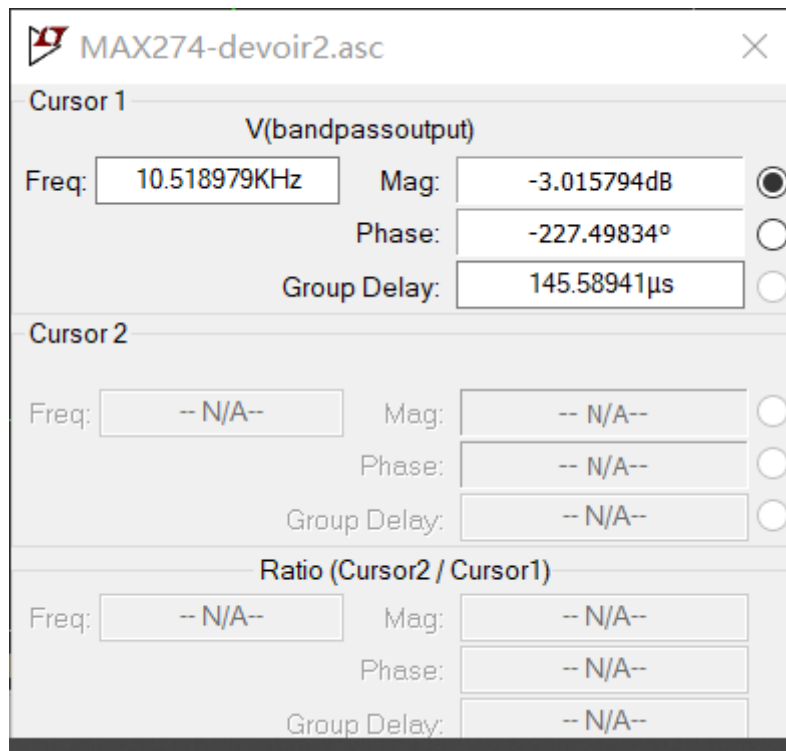 MAX274-devoir2.asc
Cursor 1
V(bandpassoutput)
Freq: 10.518979KHz Mag: -3.015794dB
Phase: -227.49834º
Group Delay: 145.58941µs
Cursor 2
Freq: -- N/A-- Mag: -- N/A--
Phase: -- N/A--
Group Delay: -- N/A--
Ratio (Cursor2 / Cursor1)
Freq: -- N/A-- Mag: -- N/A--
Phase: -- N/A--
Group Delay: -- N/A--